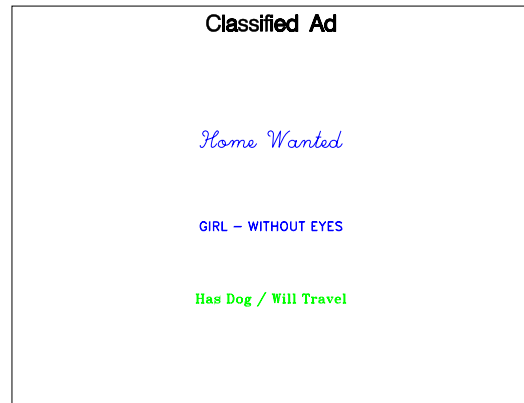 Classified Ad
Home Wanted
GIRL – WITHOUT EYES
Has Dog / Will Travel